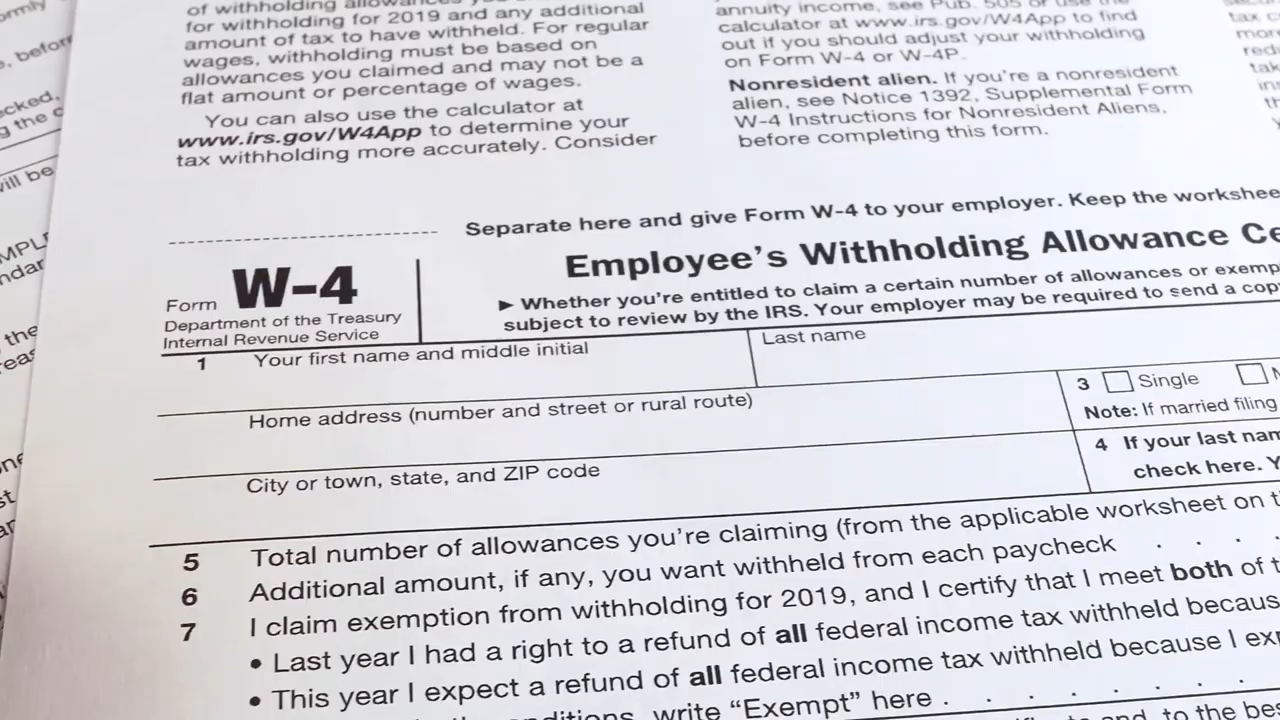 of withholding allowances you
for withholding for 2019 and any additional
amount of tax to have withheld. For regular
wages, withholding must be based on
allowances you claimed and may not be a
flat amount or percentage of wages.
You can also use the calculator at
www.irs.gov/W4App to determine your
tax withholding more accurately. Consider
annuity income, see Pub. 505 or use the
calculator at www.irs.gov/W4App to find
out if you should adjust your withholding
on Form W-4 or W-4P.
Nonresident alien. If you're a nonresident
alien, see Notice 1392, Supplemental Form
W-4 Instructions for Nonresident Aliens,
before completing this form.
Separate here and give Form W-4 to your employer. Keep the
Form W-4
Department of the Treasury
Internal Revenue Service
Employee's Withholding Allowance
► Whether you're entitled to claim a certain number of allowances or
subject to review by the IRS. Your employer may be required to send a
1 Your first name and middle initial
Last name
Home address (number and street or rural route)
3 Single
Note: If married filing
City or town, state, and ZIP code
4 If your last
check here.
5 Total number of allowances you're claiming (from the applicable worksheet on
6 Additional amount, if any, you want withheld from each paycheck . . .
7 I claim exemption from withholding for 2019, and I certify that I meet both of
• Last year I had a right to a refund of all federal income tax withheld
• This year I expect a refund of all federal income tax withheld because I
write “Exempt” here . . . . . . .